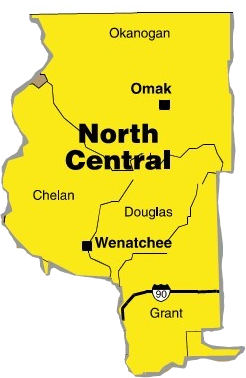 Okanogan
Omak
North
Central
Chelan
Douglas
Wenatchee
90
Grant